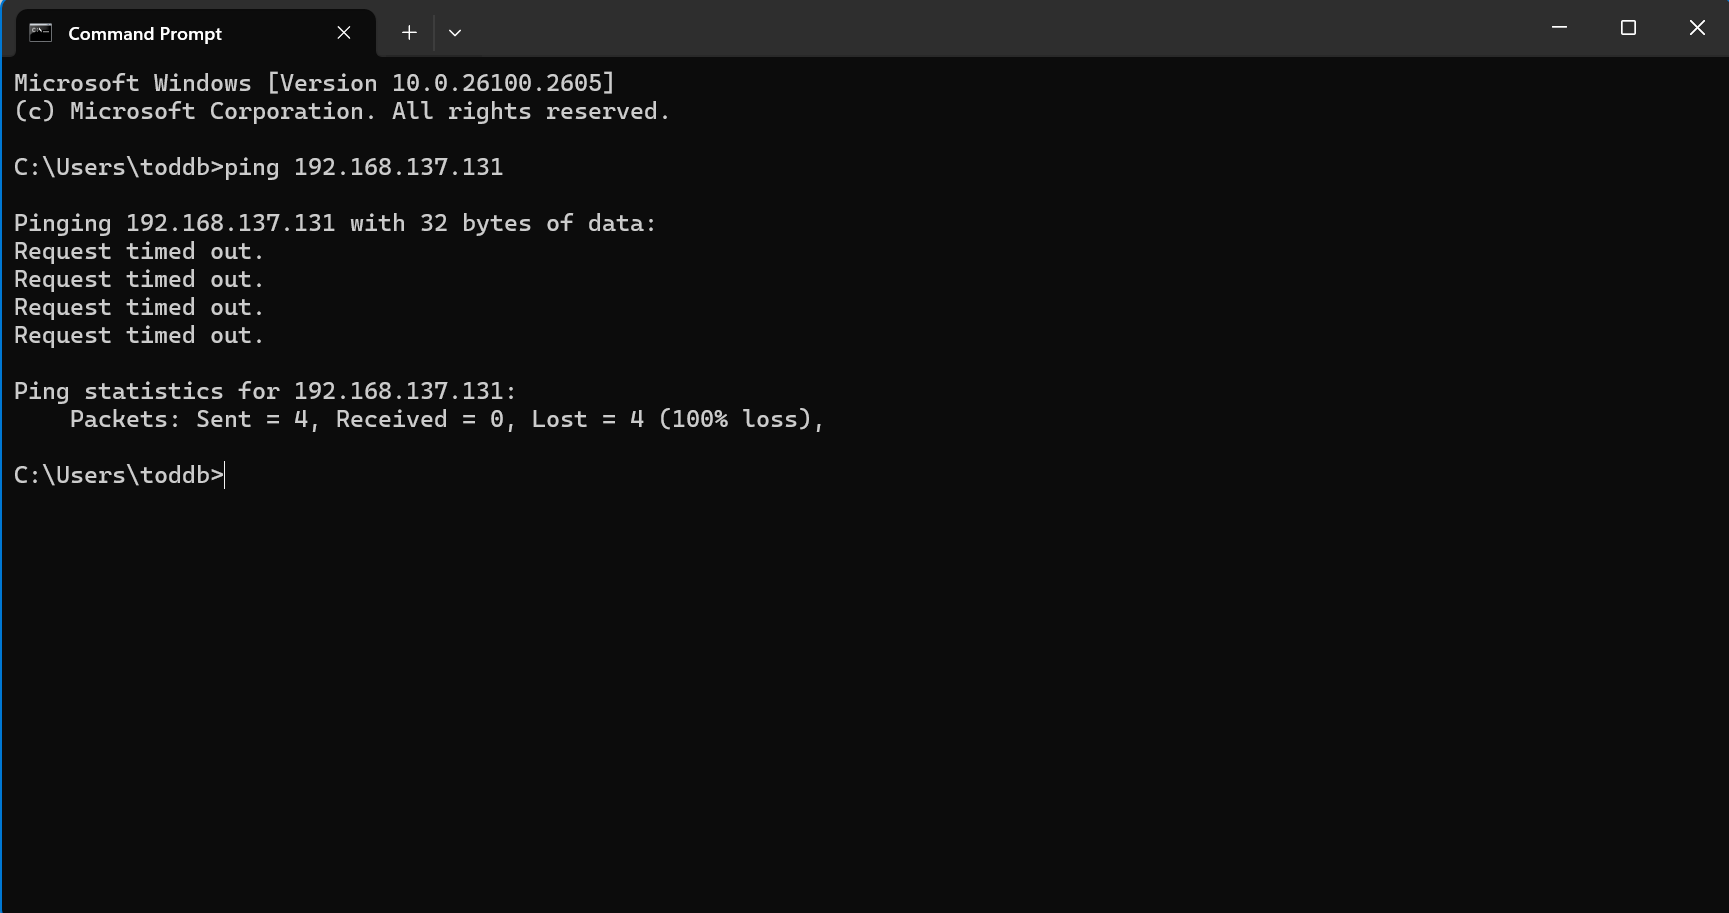 Command Prompt
Microsoft Windows [Version 10.0.26100.2605]
(c) Microsoft Corporation. All rights reserved.
C:\Users\toddb>ping 192.168.137.131
Pinging 192.168.137.131 with 32 bytes of data:
Request timed out.
Request timed out.
Request timed out.
Request timed out.
Ping statistics for 192.168.137.131:
    Packets: Sent = 4, Received = 0, Lost = 4 (100% loss),
C:\Users\toddb>